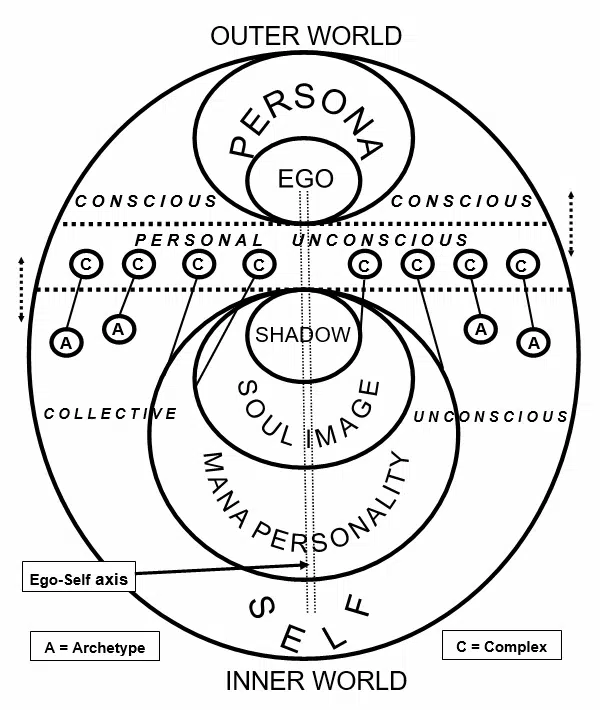 OUTER WORLD
PERSONA
EGO
CONSCIOUS CONSCIOUS
PERSONAL UNCONSCIOUS
C C C C C C C C
A A A A
SHADOW
SOUL IMAGE
COLLECTIVE UNCONSCIOUS
MANA PERSONALITY
Ego-Self axis
SELF
A = Archetype
C = Complex
INNER WORLD